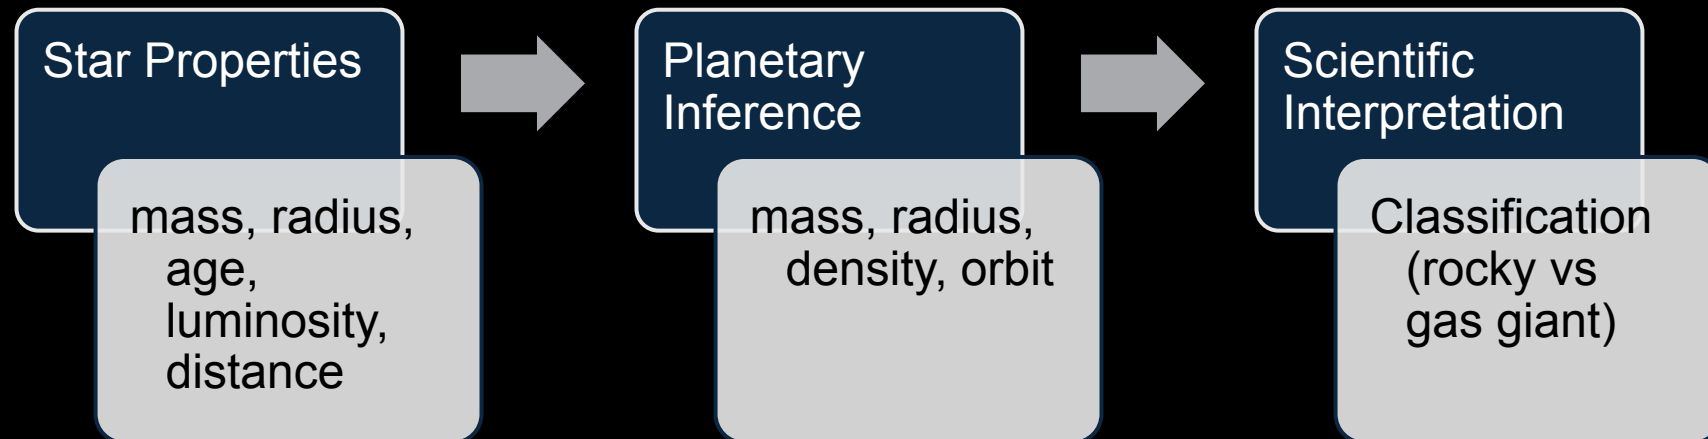 Star Properties
mass, radius,
age,
luminosity,
distance
Planetary
Inference
mass, radius,
density, orbit
Scientific
Interpretation
Classification
(rocky vs
gas giant)